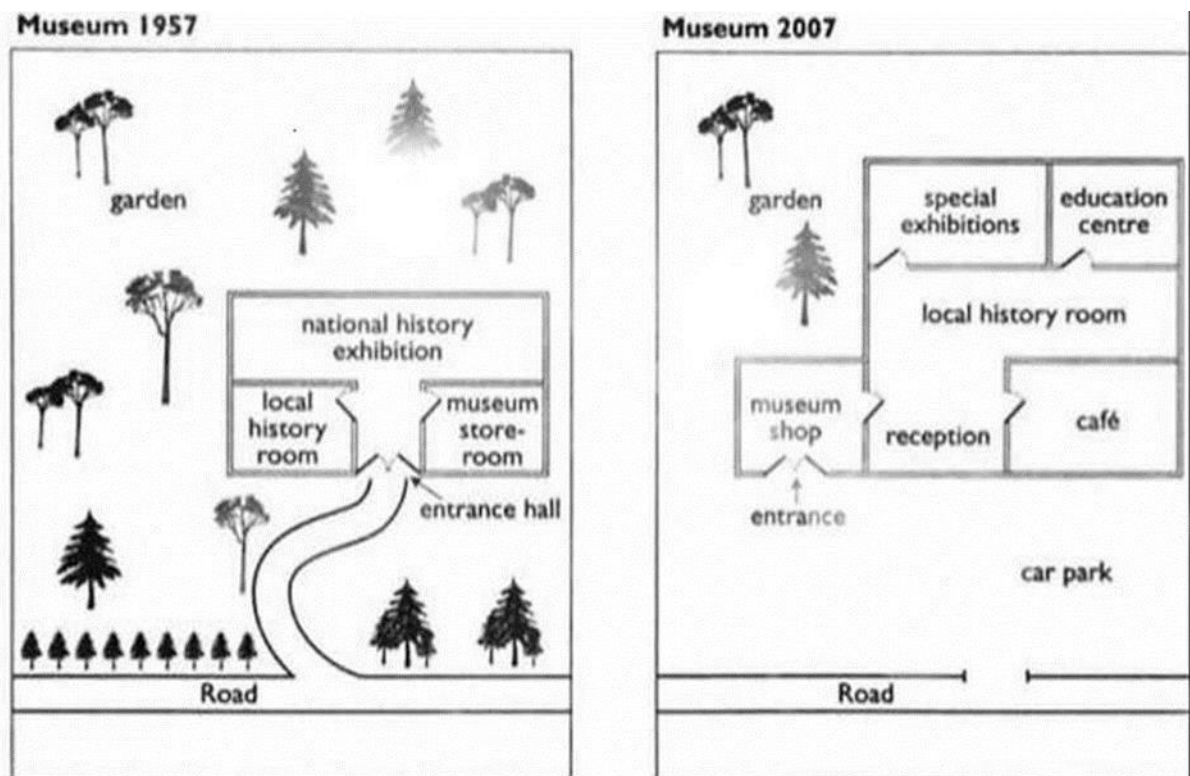 Museum 1957
garden
national history
exhibition
local
history
room
museum
store-
room
entrance hall
Road
Museum 2007
garden
special
exhibitions
education
centre
local history room
museum
shop
reception
café
entrance
car park
Road